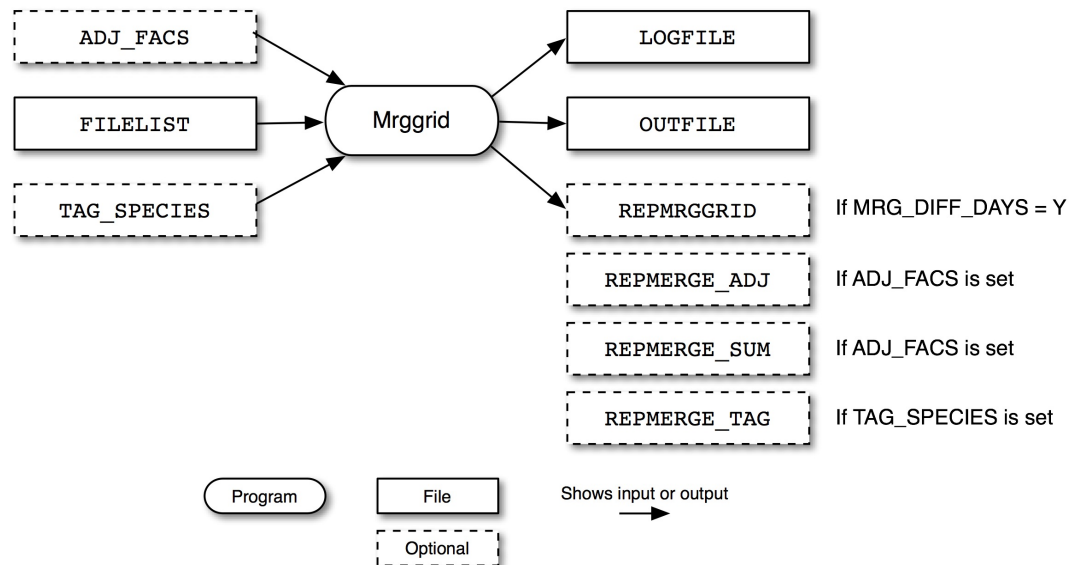 ADJ_FACS
FILELIST
TAG_SPECIES
Mrggrid
LOGFILE
OUTFILE
REPMRGGRID If MRG_DIFF_DAYS = Y
REPMERGE_ADJ If ADJ_FACS is set
REPMERGE_SUM If ADJ_FACS is set
REPMERGE_TAG If TAG_SPECIES is set
Program
File
Shows input or output
Optional